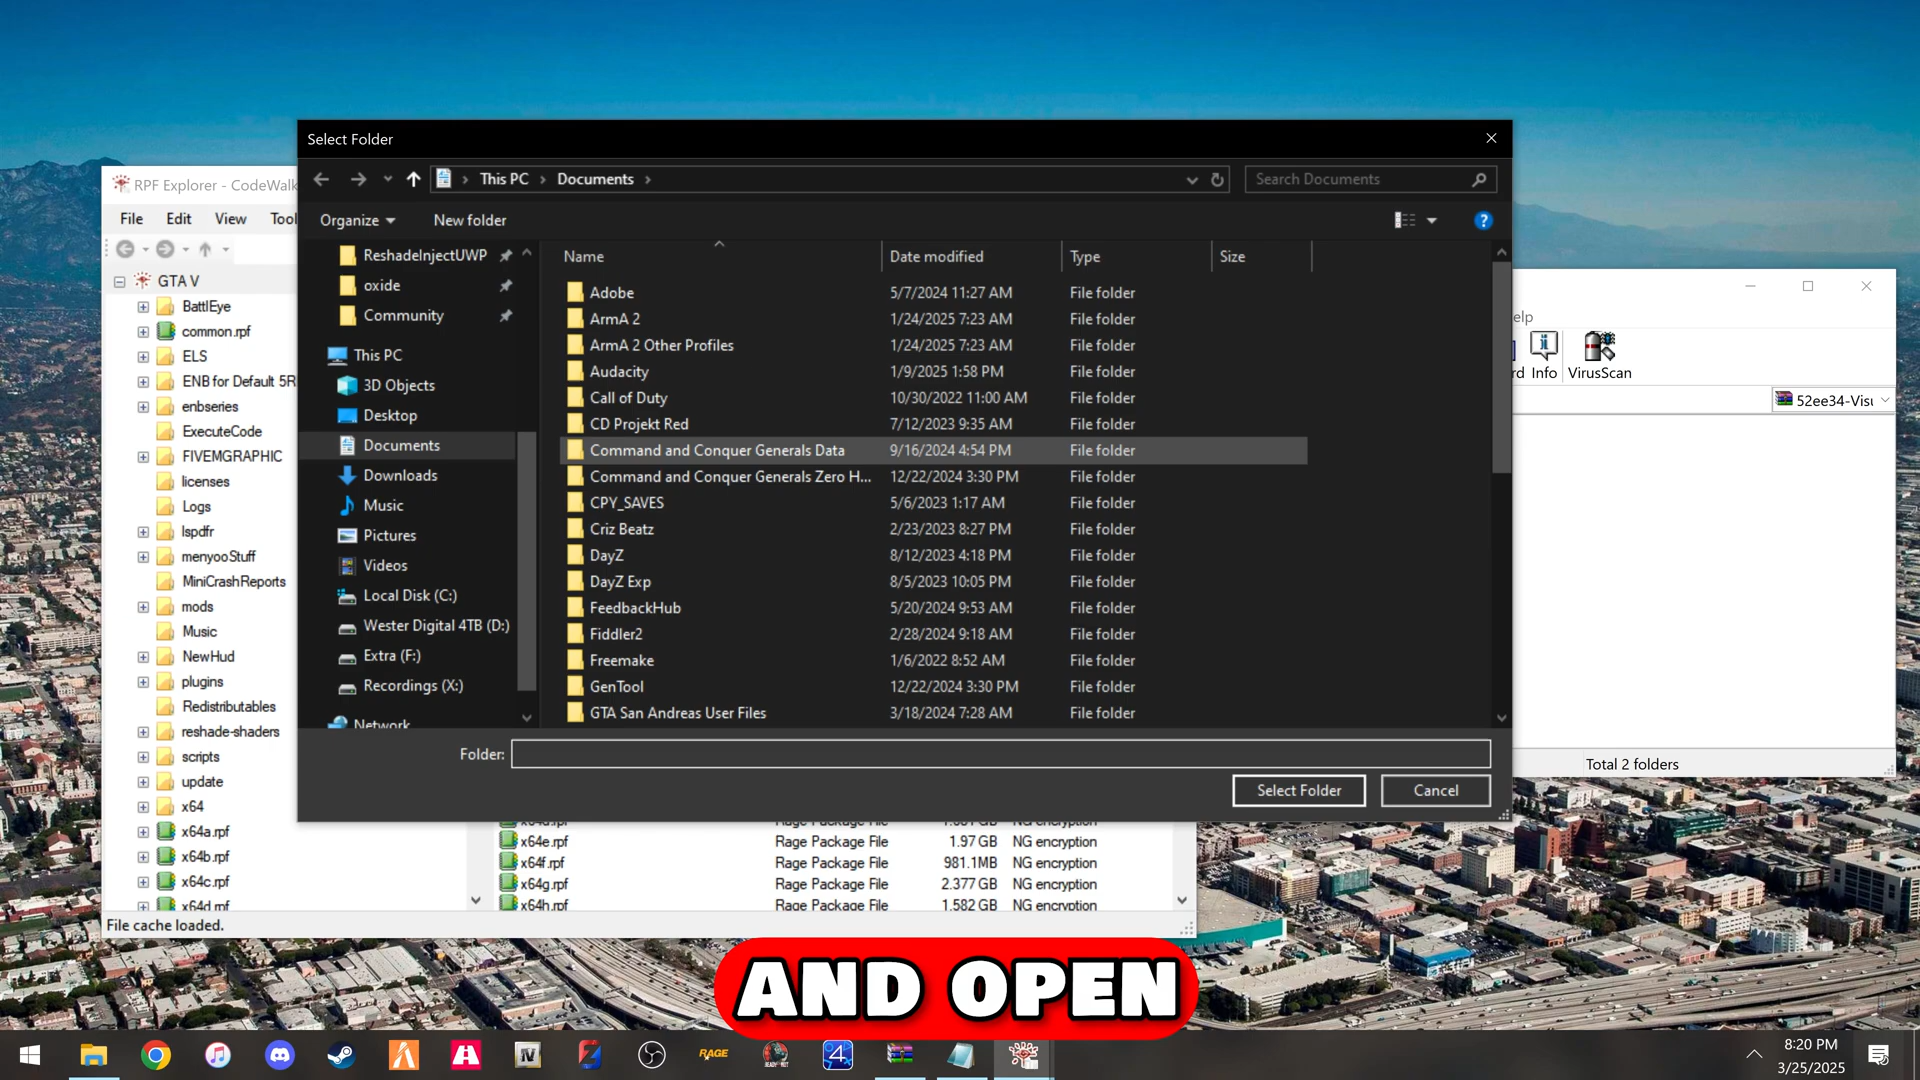 Select Folder
This PC
Documents
Search Documents
Organize
New folder
ReshadeInjectUWP
oxide
Community
This PC
3D Objects
Desktop
Documents
Downloads
Music
Pictures
Videos
Local Disk (C:)
Wester Digital 4TB (D:)
Extra (F:)
Recordings (X:)
Network
Name Date modified Type Size
Adobe 5/7/2024 11:27 AM File folder
ArmA 2 1/24/2025 7:23 AM File folder
ArmA 2 Other Profiles 1/24/2025 7:23 AM File folder
Audacity 1/9/2025 1:58 PM File folder
Call of Duty 10/30/2022 11:00 AM File folder
CD Projekt Red 7/12/2023 9:35 AM File folder
Command and Conquer Generals Data 9/16/2024 4:54 PM File folder
Command and Conquer Generals Zero H... 12/22/2024 3:30 PM File folder
CPY_SAVES 5/6/2023 1:17 AM File folder
Criz Beatz 2/23/2023 8:27 PM File folder
DayZ 8/12/2023 4:18 PM File folder
DayZ Exp 8/5/2023 10:05 PM File folder
FeedbackHub 5/20/2024 9:53 AM File folder
Fiddler2 2/28/2024 9:18 AM File folder
Freemake 1/6/2022 8:52 AM File folder
GenTool 12/22/2024 3:30 PM File folder
GTA San Andreas User Files 3/18/2024 7:28 AM File folder
Folder:
Select Folder
Cancel
RPF Explorer - CodeWalk
File Edit View Tool
GTA V
BattlEye
common.rpf
ELS
ENB for Default 5R
enbseries
ExecuteCode
FIVEMGRAPHIC
licenses
Logs
lspdfr
menyooStuff
MiniCrashReports
mods
Music
NewHud
plugins
Redistributables
reshade-shaders
scripts
update
x64
x64a.rpf
x64b.rpf
x64c.rpf
x64d.rpf
x64e.rpf Rage Package File 1.97 GB NG encryption
x64f.rpf Rage Package File 981.1MB NG encryption
x64g.rpf Rage Package File 2.377 GB NG encryption
x64h.rpf Rage Package File 1.582 GB NG encryption
File cache loaded.
elp
rd Info VirusScan
52ee34-Visu
Total 2 folders
AND OPEN
RAGE
IV
4
8:20 PM
3/25/2025